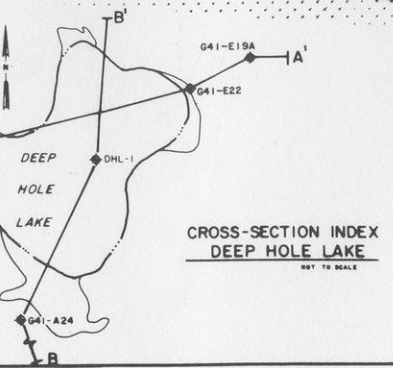 B'
G41-E19A
A'
N
G41-E22
DEEP
HOLE
LAKE
DHL-1
CROSS-SECTION INDEX
DEEP HOLE LAKE
NOT TO SCALE
G41-A24
B